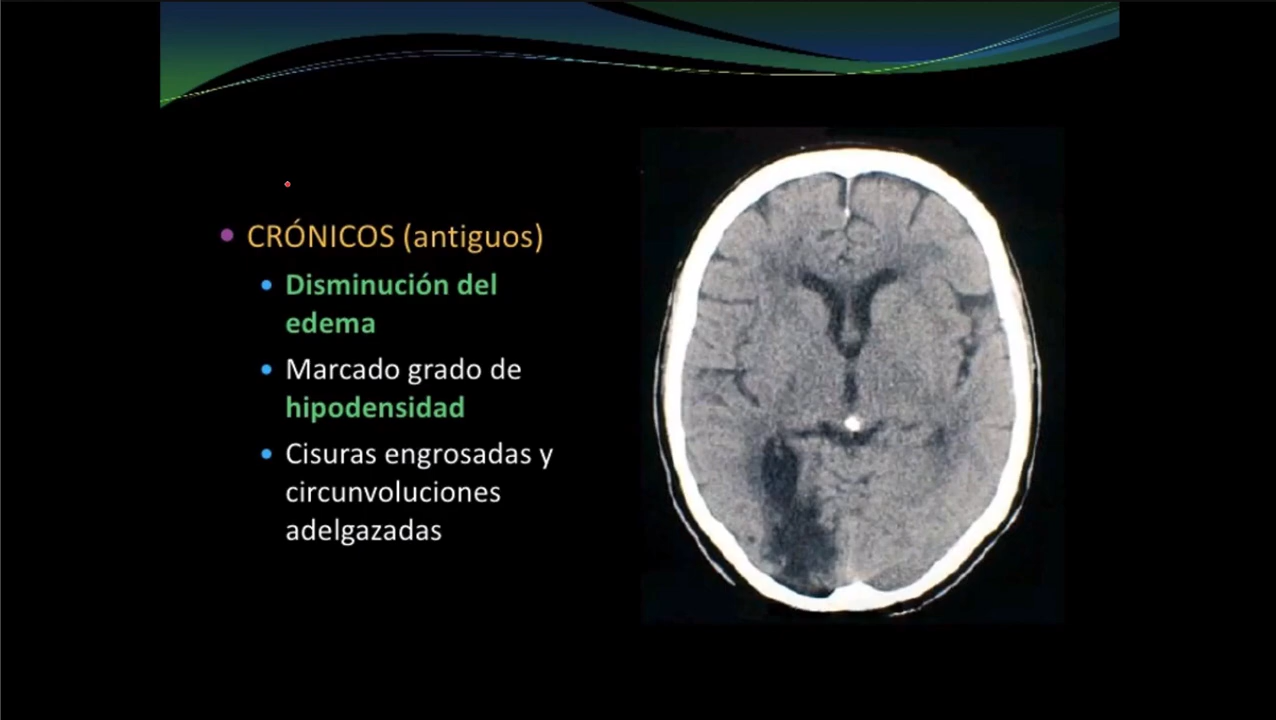 CRÓNICOS (antiguos)
Disminución del
edema
Marcado grado de
hipodensidad
Cisuras engrosadas y
circunvoluciones
adelgazadas